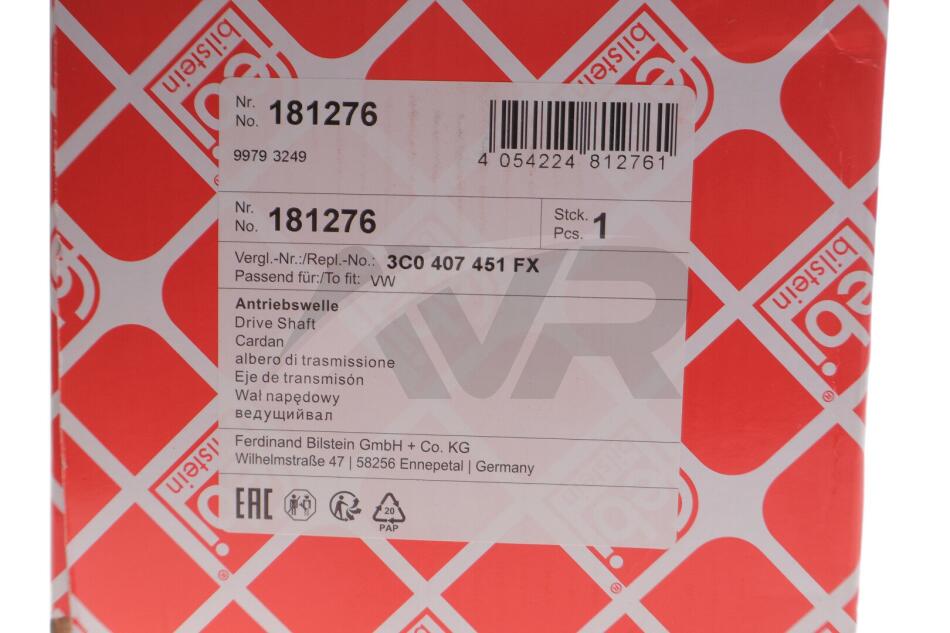 Nr.
No. 181276
9979 3249
4 054224 812761
Nr.
No. 181276
Stck.
Pcs. 1
Vergl.-Nr.:/Repl.-No.: 3C0 407 451 FX
Passend für:/To fit: VW
Antriebswelle
Drive Shaft
Cardan
albero di trasmissione
Eje de transmisón
Wał napędowy
ведущийвал
Ferdinand Bilstein GmbH + Co. KG
Wilhelmstraße 47 | 58256 Ennepetal | Germany
EAC
20
PAP
VR
bilstein
febi
bilstein
bilstein
febi
bilstein